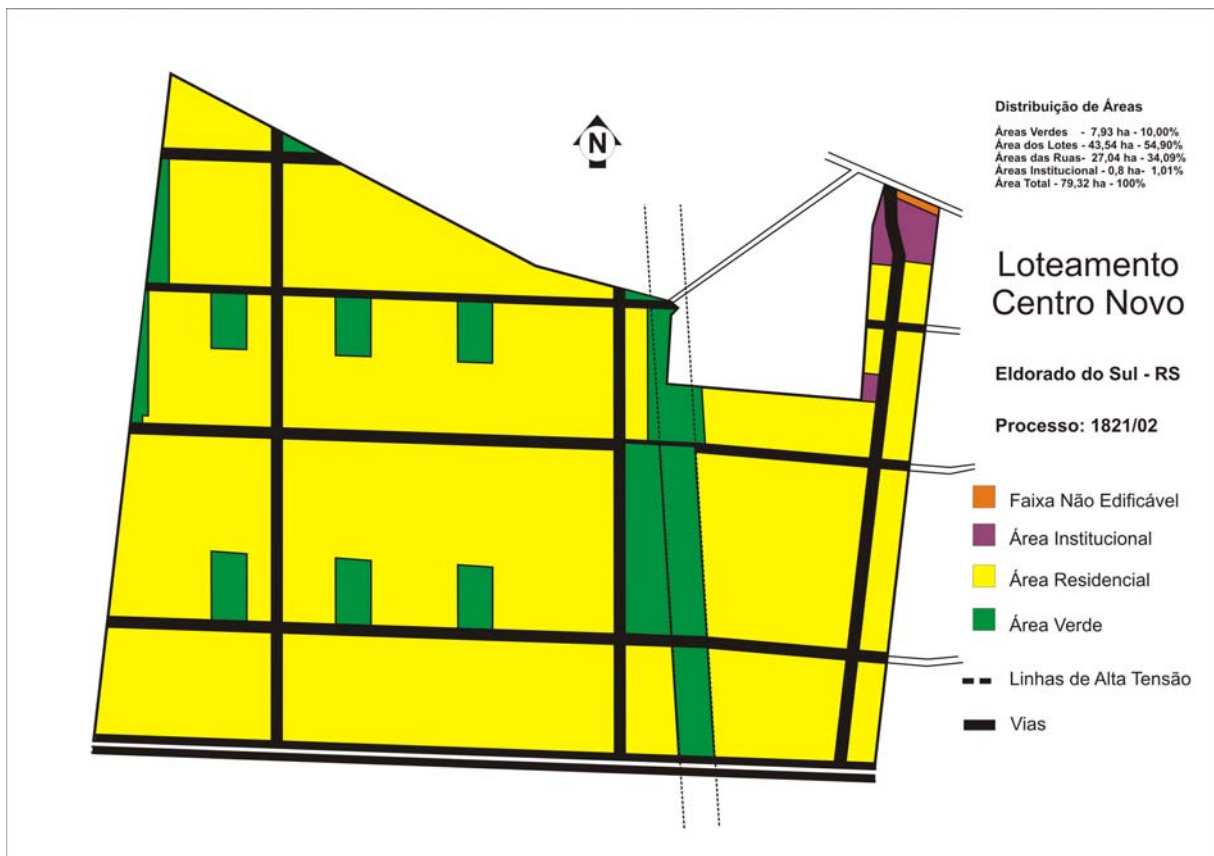 N
Distribuição de Áreas
Áreas Verdes - 7,93 ha - 10,00%
Área dos Lotes - 43,54 ha - 54,90%
Áreas das Ruas- 27,04 ha - 34,09%
Áreas Institucional - 0,8 ha- 1,01%
Área Total - 79,32 ha - 100%
Loteamento
Centro Novo
Eldorado do Sul - RS
Processo: 1821/02
Faixa Não Edificável
Área Institucional
Área Residencial
Área Verde
Linhas de Alta Tensão
Vias